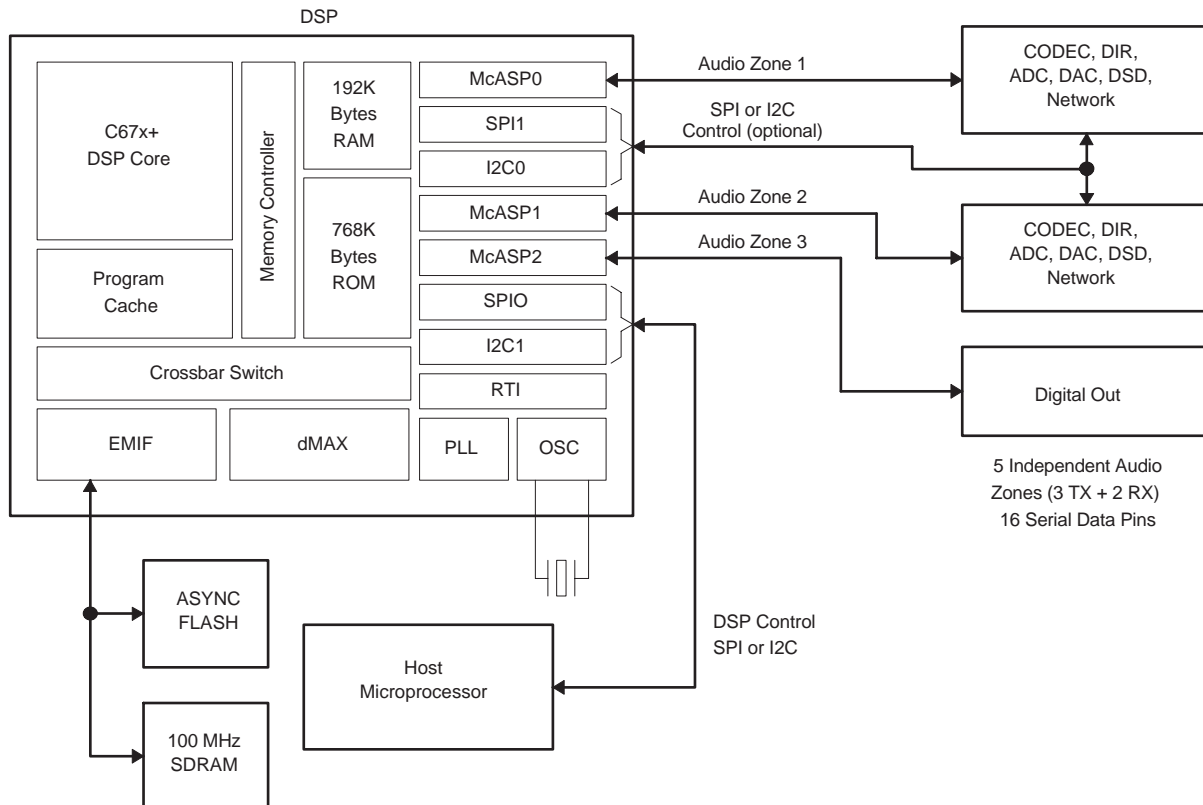 DSP
C67x+
DSP Core
Program
Cache
Memory Controller
192K
Bytes
RAM
768K
Bytes
ROM
Crossbar Switch
EMIF
dMAX
McASP0
SPI1
I2C0
McASP1
McASP2
SPIO
I2C1
RTI
PLL
OSC
Audio Zone 1
SPI or I2C
Control (optional)
Audio Zone 2
Audio Zone 3
CODEC, DIR,
ADC, DAC, DSD,
Network
CODEC, DIR,
ADC, DAC, DSD,
Network
Digital Out
5 Independent Audio
Zones (3 TX + 2 RX)
16 Serial Data Pins
ASYNC
FLASH
100 MHz
SDRAM
Host
Microprocessor
DSP Control
SPI or I2C